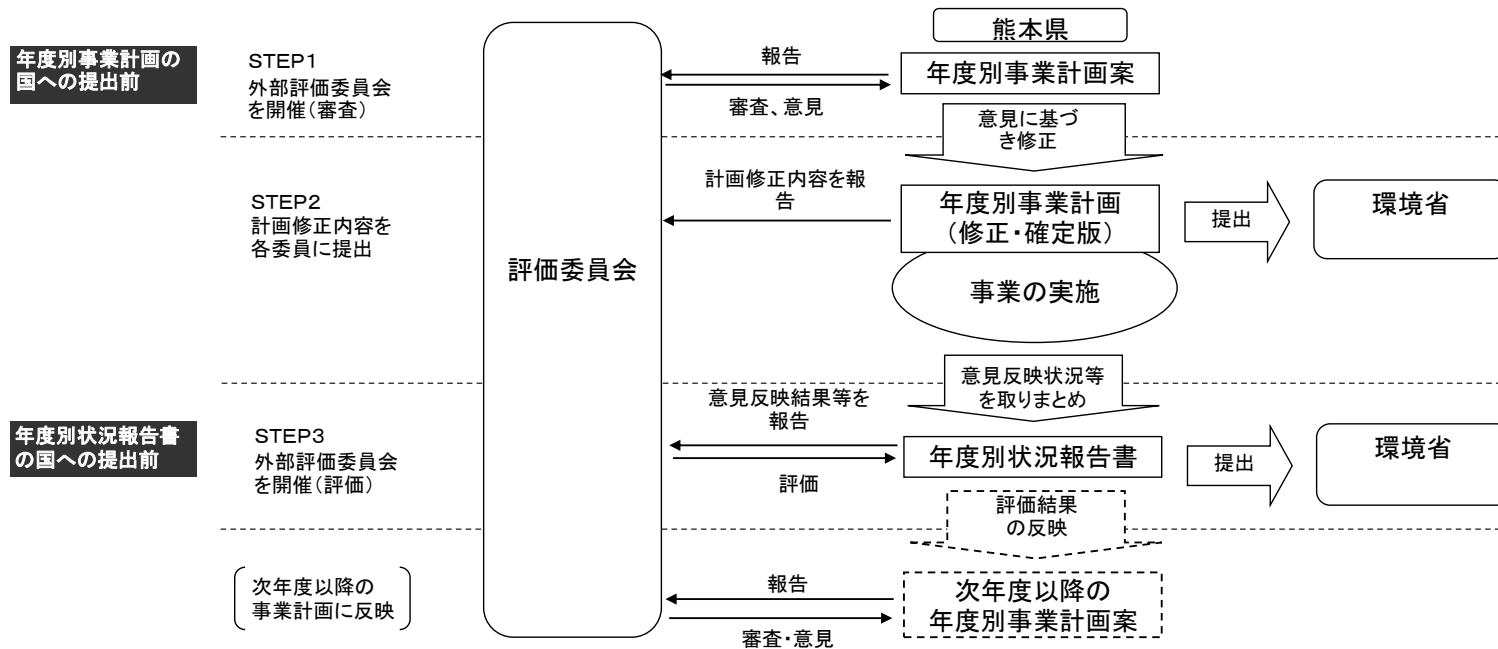 熊本県
年度別事業計画の
国への提出前
STEP1
外部評価委員会
を開催(審査)
報告
審査、意見
年度別事業計画案
意見に基づ
き修正
STEP2
計画修正内容を
各委員に提出
計画修正内容を報
告
年度別事業計画
(修正・確定版)
提出
環境省
評価委員会
事業の実施
意見反映状況等
を取りまとめ
年度別状況報告書
の国への提出前
STEP3
外部評価委員会
を開催(評価)
意見反映結果等を
報告
評価
年度別状況報告書
提出
環境省
評価結果
の反映
次年度以降の
事業計画に反映
報告
審査・意見
次年度以降の
年度別事業計画案